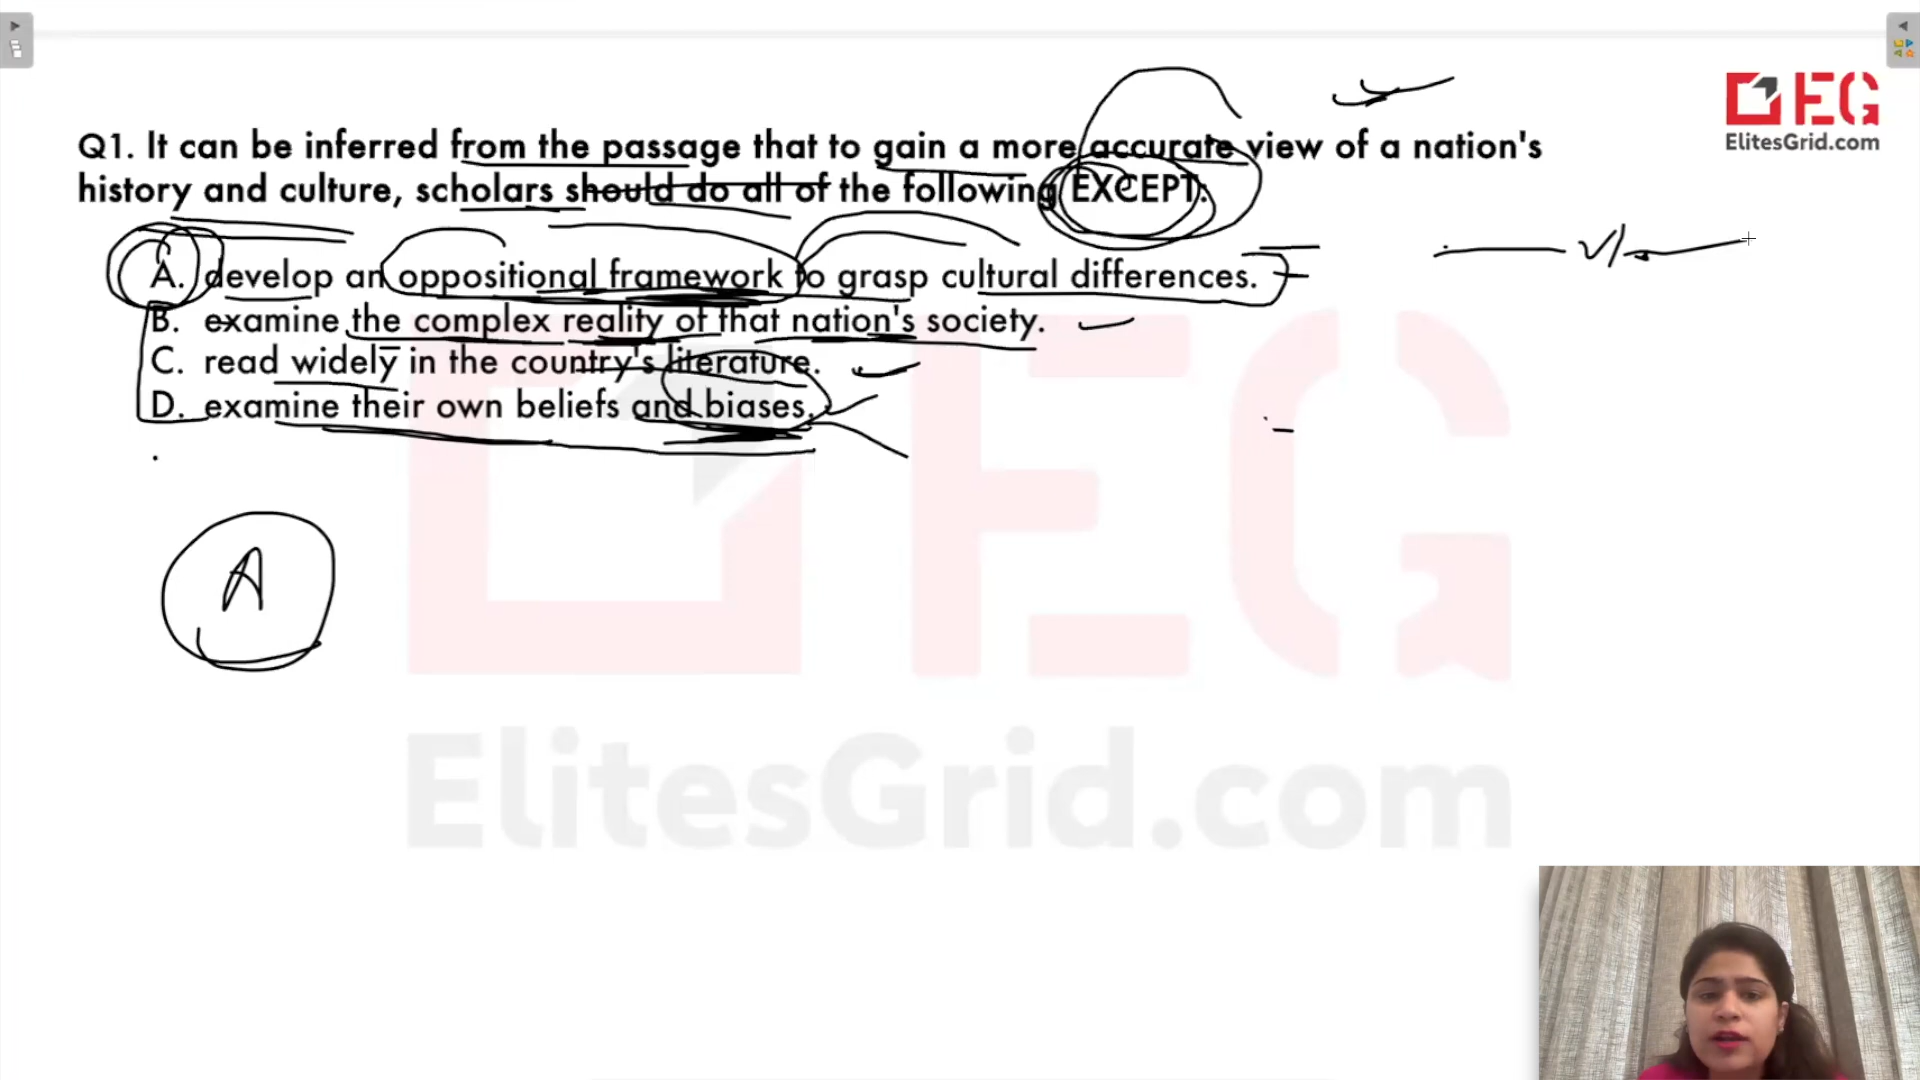 EG
ElitesGrid.com
Q1. It can be inferred from the passage that to gain a more accurate view of a nation's
history and culture, scholars should do all of the following EXCEPT:
A. develop an oppositional framework to grasp cultural differences.
B. examine the complex reality of that nation's society.
C. read widely in the country's literature.
D. examine their own beliefs and biases.
.
A
EG
ElitesGrid.com